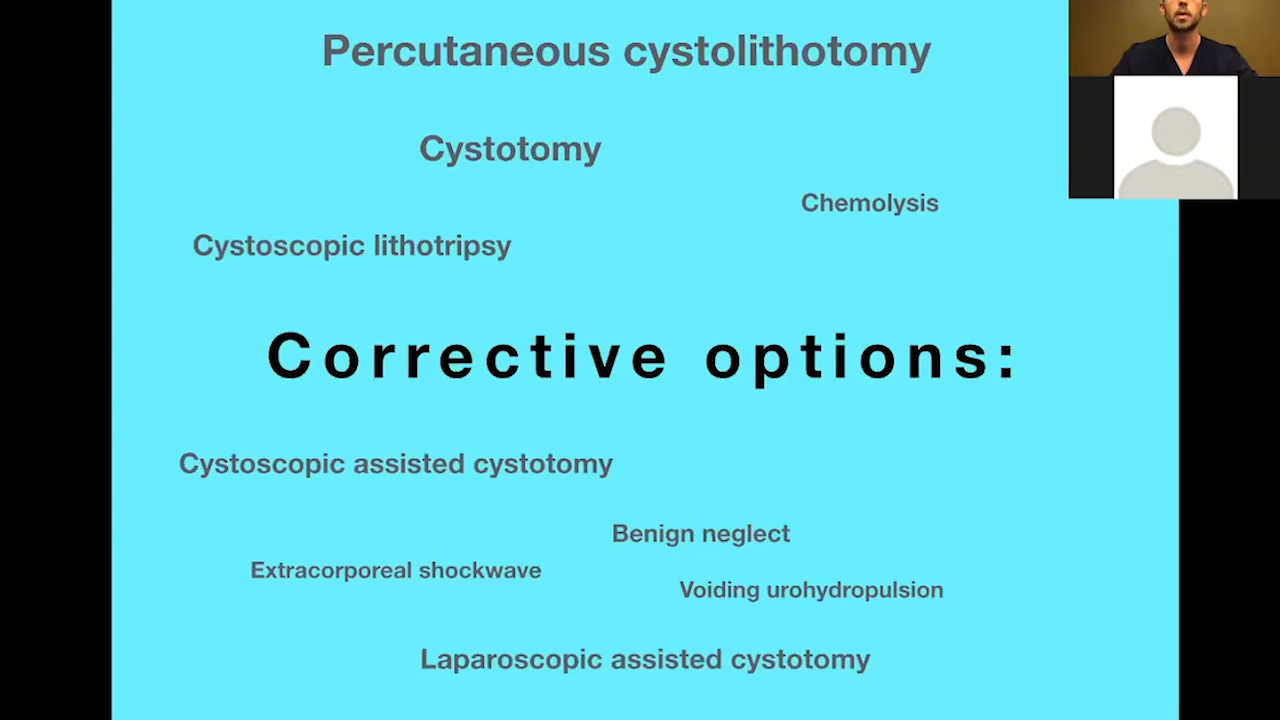 Percutaneous cystolithotomy
Cystotomy
Chemolysis
Cystoscopic lithotripsy
Corrective options:
Cystoscopic assisted cystotomy
Benign neglect
Extracorporeal shockwave
Voiding urohydropulsion
Laparoscopic assisted cystotomy